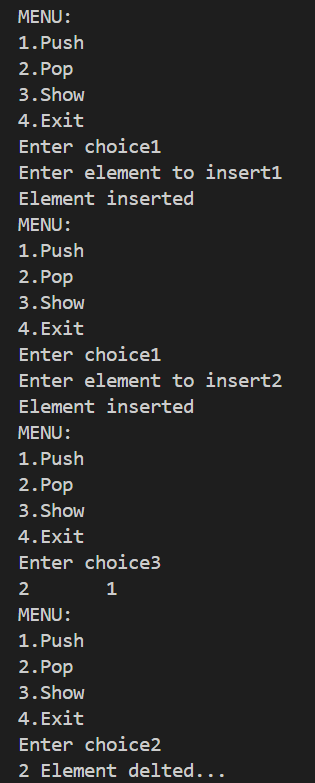 MENU:
1.Push
2.Pop
3.Show
4.Exit
Enter choice1
Enter element to insert1
Element inserted
MENU:
1.Push
2.Pop
3.Show
4.Exit
Enter choice1
Enter element to insert2
Element inserted
MENU:
1.Push
2.Pop
3.Show
4.Exit
Enter choice3
2       1
MENU:
1.Push
2.Pop
3.Show
4.Exit
Enter choice2
2 Element delted...